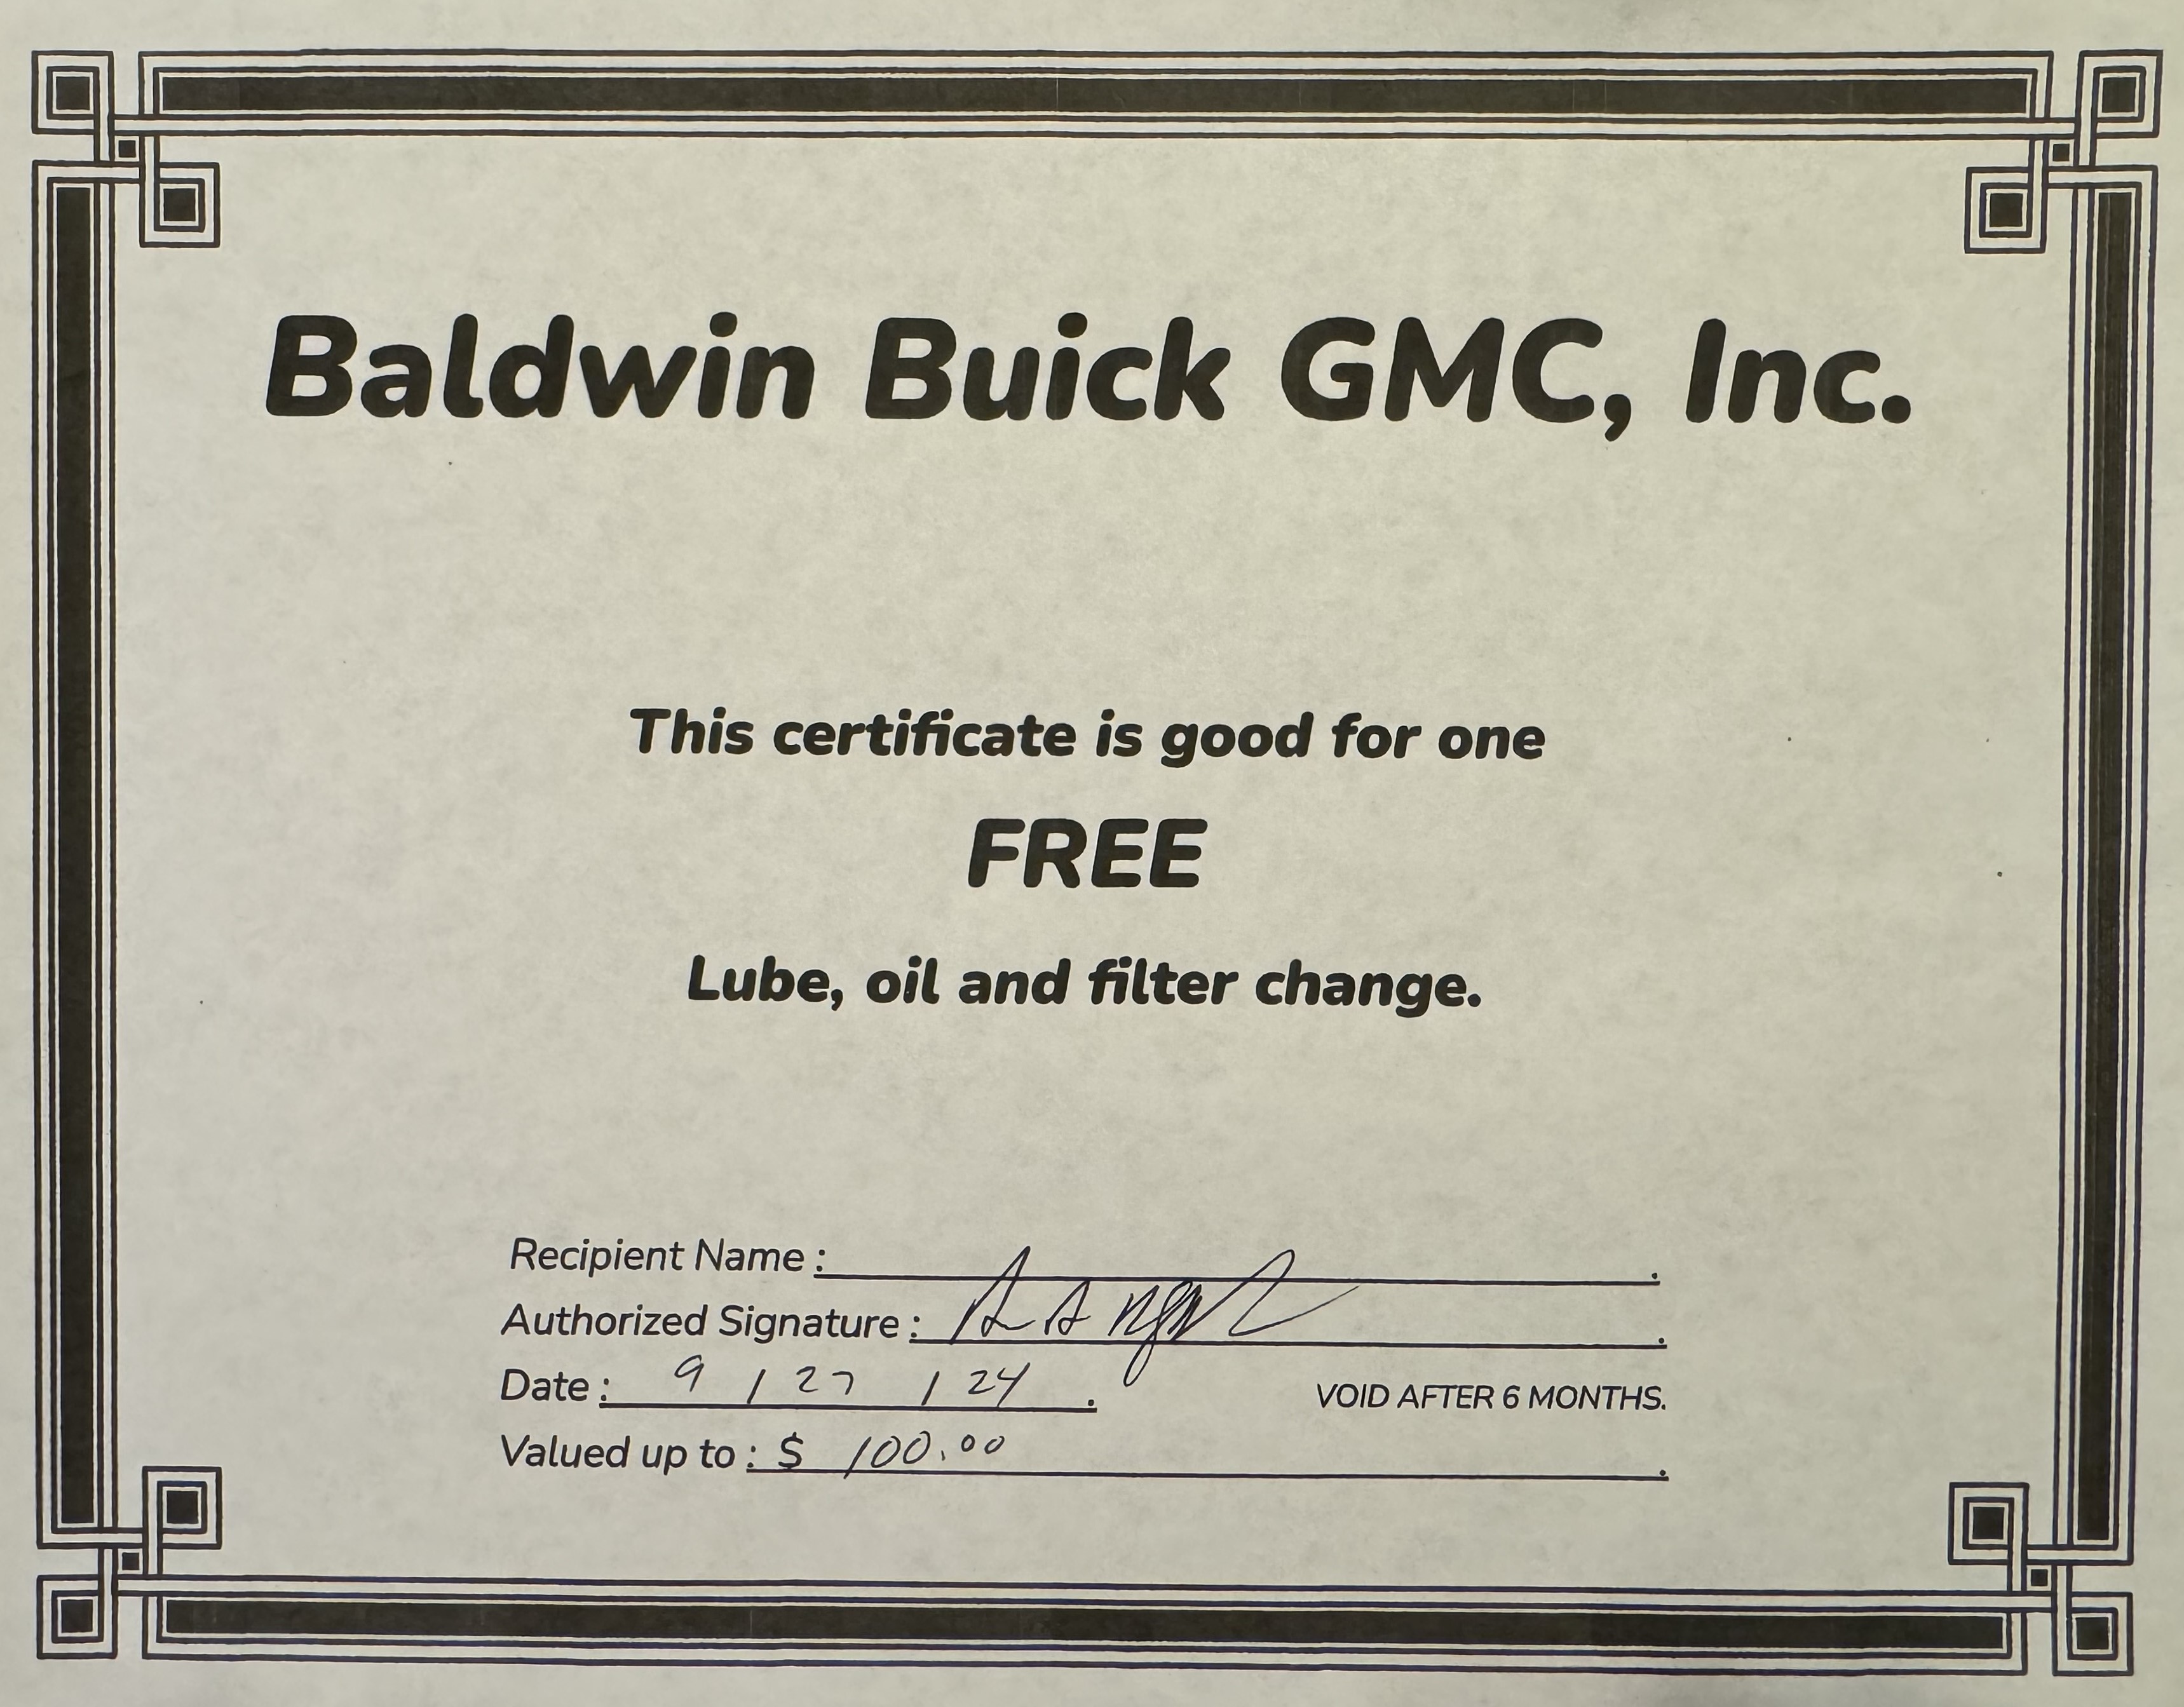 Baldwin Buick GMC, Inc.
This certificate is good for one
FREE
Lube, oil and filter change.
Recipient Name :
Authorized Signature :
Date : 9 / 27 / 24 . VOID AFTER 6 MONTHS.
Valued up to : $ 100.00 .